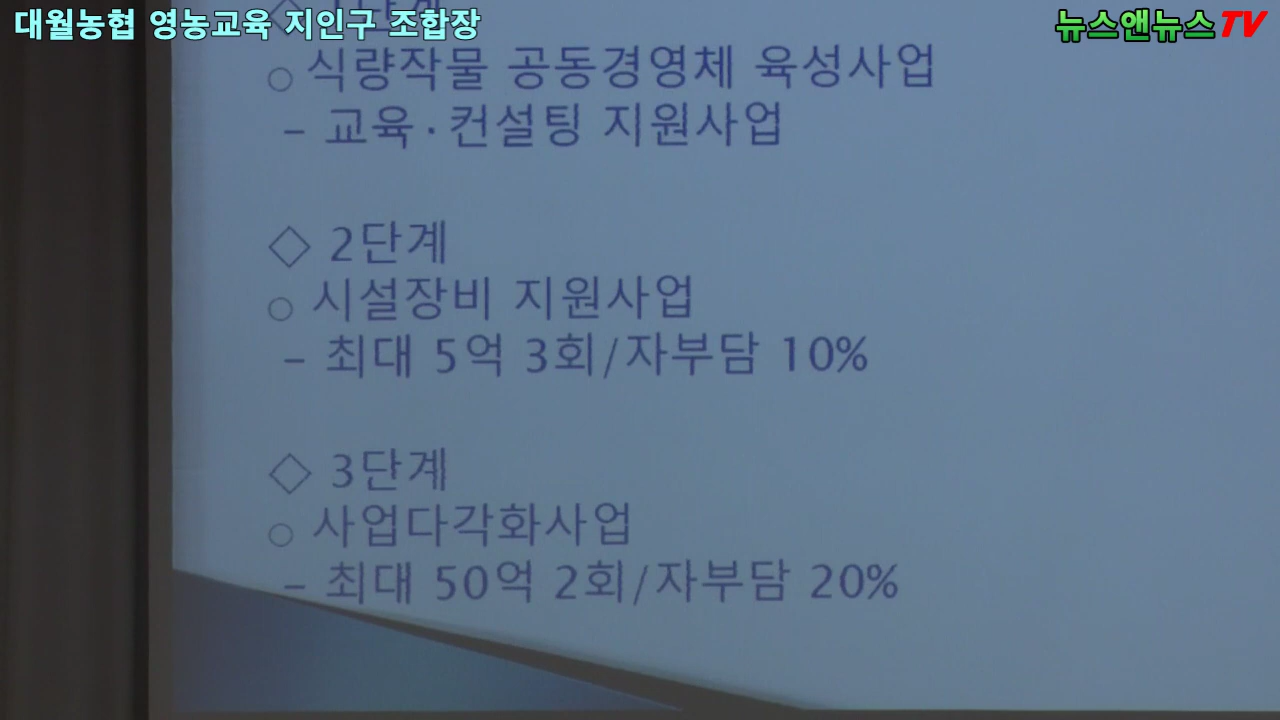 대월농협 영농교육 지인구 조합장
뉴스앤뉴스TV
◇ 1단계
○ 식량작물 공동경영체 육성사업
– 교육·컨설팅 지원사업
◇ 2단계
○ 시설장비 지원사업
– 최대 5억 3회/자부담 10%
◇ 3단계
○ 사업다각화사업
– 최대 50억 2회/자부담 20%